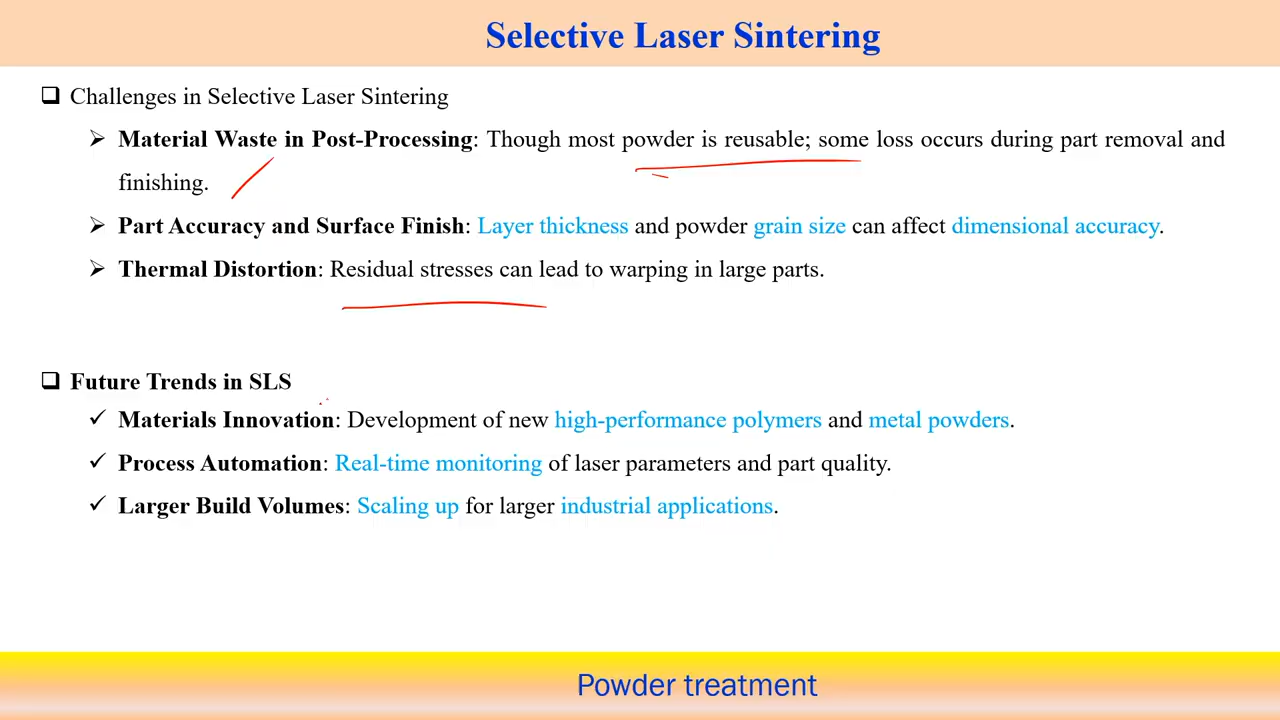 Selective Laser Sintering
❑ Challenges in Selective Laser Sintering
➢ Material Waste in Post-Processing: Though most powder is reusable; some loss occurs during part removal and
finishing.
➢ Part Accuracy and Surface Finish: Layer thickness and powder grain size can affect dimensional accuracy.
➢ Thermal Distortion: Residual stresses can lead to warping in large parts.
❑ Future Trends in SLS
✓ Materials Innovation: Development of new high-performance polymers and metal powders.
✓ Process Automation: Real-time monitoring of laser parameters and part quality.
✓ Larger Build Volumes: Scaling up for larger industrial applications.
Powder treatment